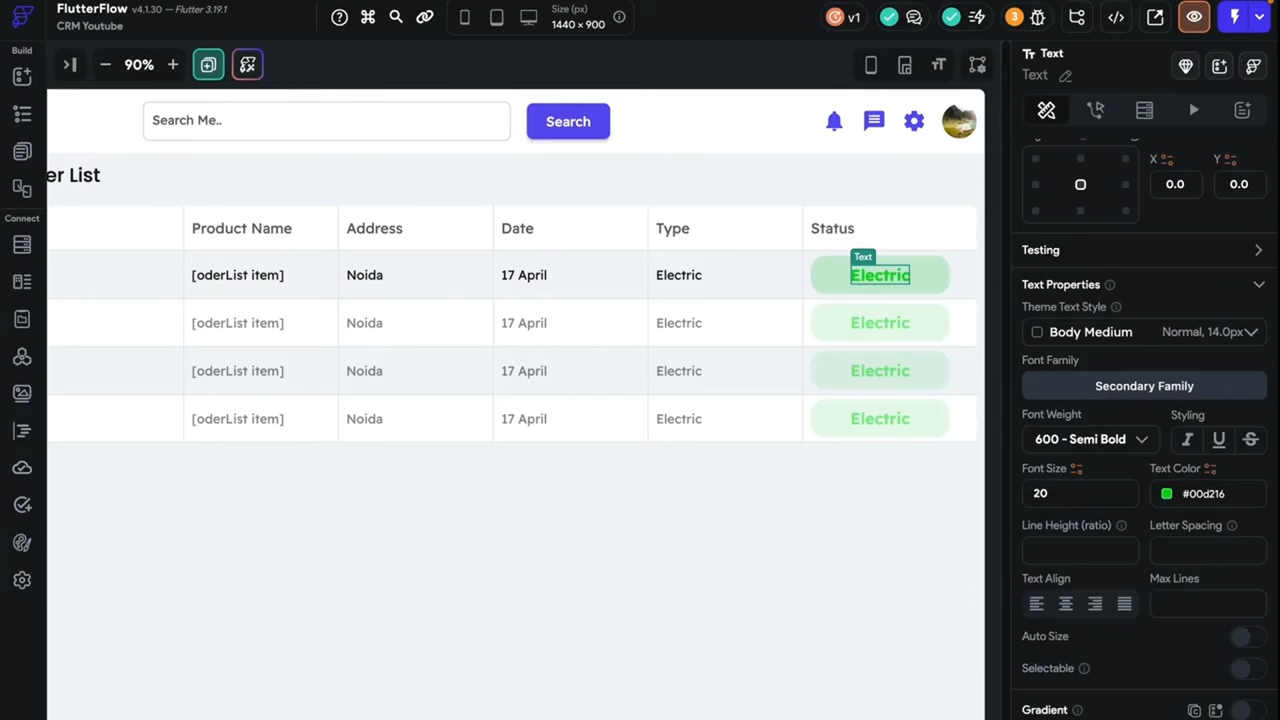 FlutterFlow v4.1.30 Flutter 3.19.1
CRM Youtube
Size (px)
1440 × 900
v1
3
Build
90%
Connect
Search Me..
Search
er List
Product Name Address Date Type Status
Text
[oderList item] Noida 17 April Electric Electric
[oderList item] Noida 17 April Electric Electric
[oderList item] Noida 17 April Electric Electric
[oderList item] Noida 17 April Electric Electric
Text
Text
X Y
0.0 0.0
Testing
Text Properties
Theme Text Style
Body Medium Normal, 14.0px
Font Family
Secondary Family
Font Weight Styling
600 - Semi Bold
Font Size Text Color
20 #00d216
Line Height (ratio) Letter Spacing
Text Align Max Lines
Auto Size
Selectable
Gradient